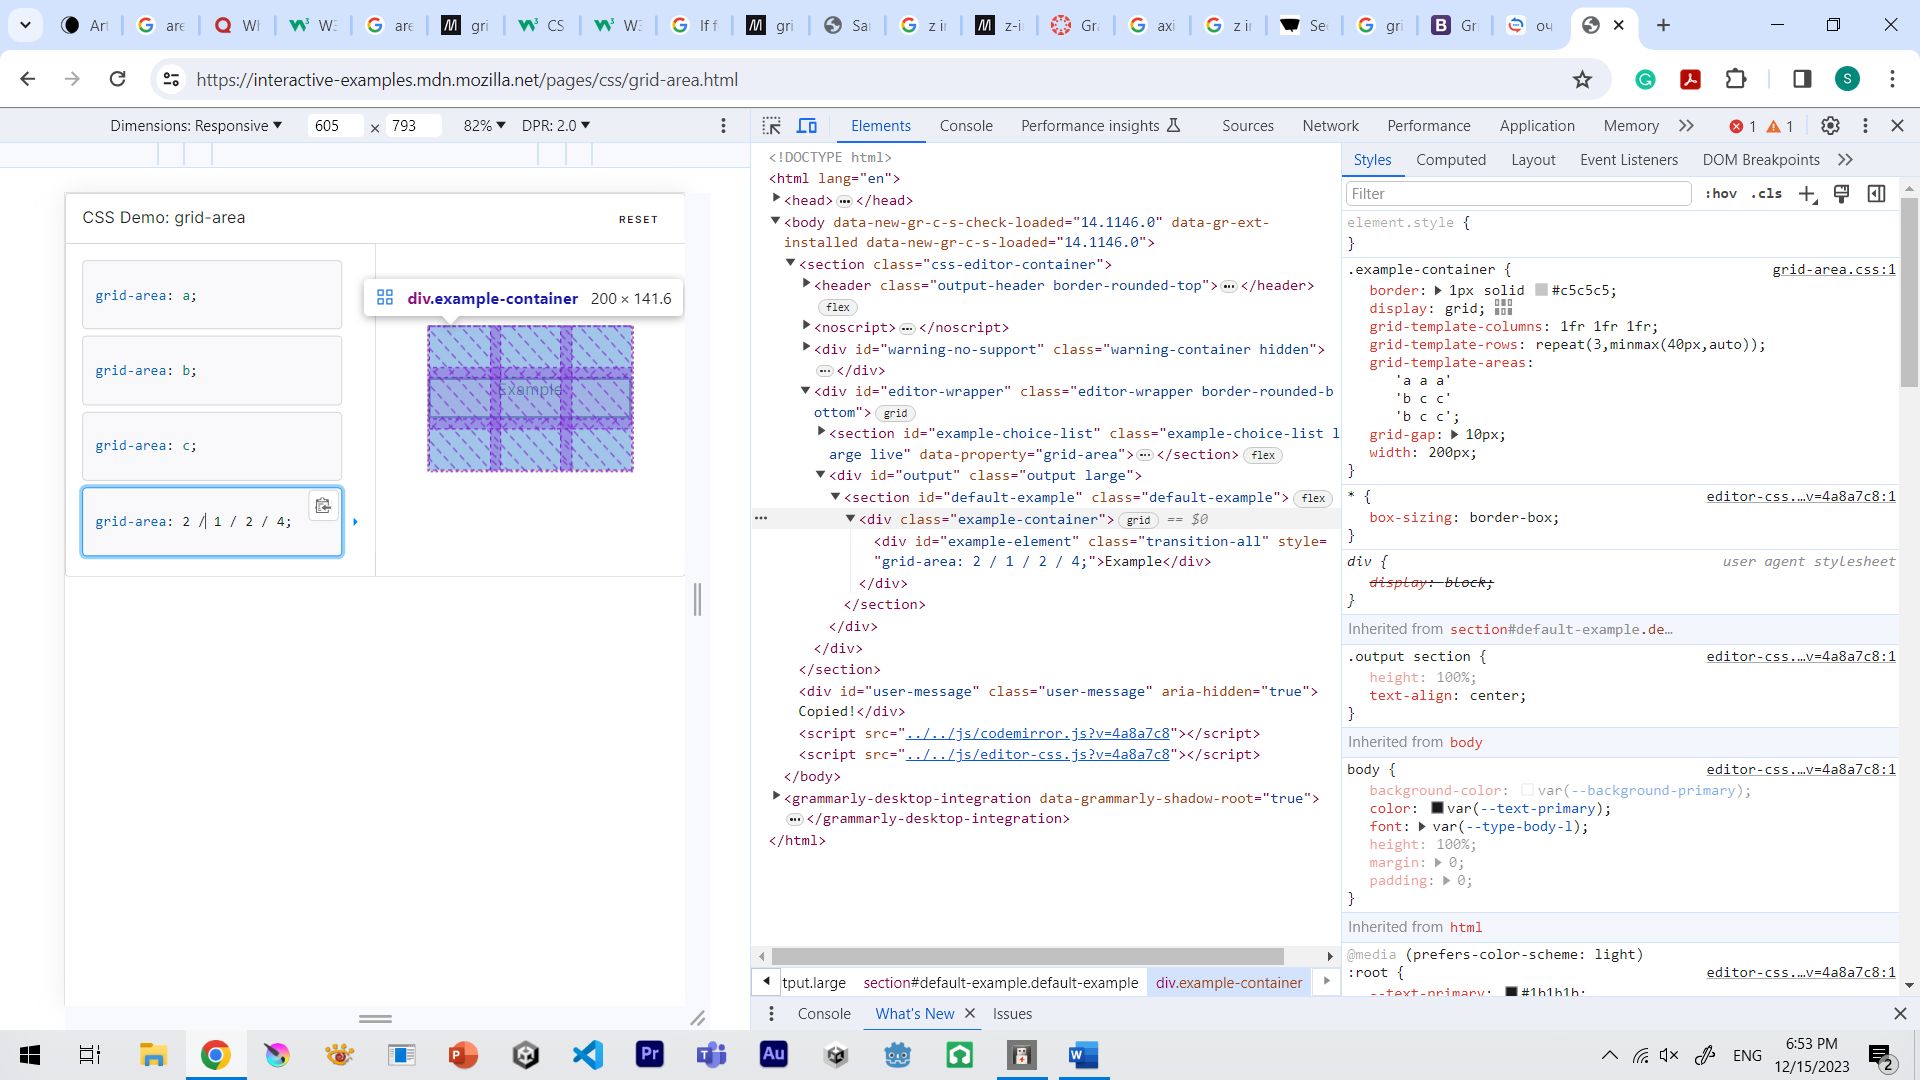 Art
are
Wh
W3
are
gri
CS
W3
If f
gri
Sa
z in
z-i
Gra
axi
z in
Se
gri
Gr
ou
https://interactive-examples.mdn.mozilla.net/pages/css/grid-area.html
S
Dimensions: Responsive 605 × 793 82% DPR: 2.0
Elements Console Performance insights Sources Network Performance Application Memory 1 1
CSS Demo: grid-area RESET
grid-area: a;
grid-area: b;
grid-area: c;
grid-area: 2 / 1 / 2 / 4;
div.example-container 200 × 141.6
Example
<!DOCTYPE html>
<html lang="en">
<head> … </head>
<body data-new-gr-c-s-check-loaded="14.1146.0" data-gr-ext-
installed data-new-gr-c-s-loaded="14.1146.0">
<section class="css-editor-container">
<header class="output-header border-rounded-top"> … </header>
flex
<noscript> … </noscript>
<div id="warning-no-support" class="warning-container hidden">
… </div>
<div id="editor-wrapper" class="editor-wrapper border-rounded-b
ottom"> grid
<section id="example-choice-list" class="example-choice-list l
arge live" data-property="grid-area"> … </section> flex
<div id="output" class="output large">
<section id="default-example" class="default-example"> flex
… <div class="example-container"> grid == $0
<div id="example-element" class="transition-all" style=
"grid-area: 2 / 1 / 2 / 4;">Example</div>
</div>
</section>
</div>
</div>
</section>
<div id="user-message" class="user-message" aria-hidden="true">
Copied!</div>
<script src="../../js/codemirror.js?v=4a8a7c8"></script>
<script src="../../js/editor-css.js?v=4a8a7c8"></script>
</body>
<grammarly-desktop-integration data-grammarly-shadow-root="true">
… </grammarly-desktop-integration>
</html>
tput.large section#default-example.default-example div.example-container
Styles Computed Layout Event Listeners DOM Breakpoints
Filter :hov .cls
element.style {
}
.example-container { grid-area.css:1
border: 1px solid #c5c5c5;
display: grid;
grid-template-columns: 1fr 1fr 1fr;
grid-template-rows: repeat(3,minmax(40px,auto));
grid-template-areas:
'a a a'
'b c c'
'b c c';
grid-gap: 10px;
width: 200px;
}
* { editor-css.…v=4a8a7c8:1
box-sizing: border-box;
}
div { user agent stylesheet
display: block;
}
Inherited from section#default-example.de…
.output section { editor-css.…v=4a8a7c8:1
height: 100%;
text-align: center;
}
Inherited from body
body { editor-css.…v=4a8a7c8:1
background-color: var(--background-primary);
color: var(--text-primary);
font: var(--type-body-l);
height: 100%;
margin: 0;
padding: 0;
}
Inherited from html
@media (prefers-color-scheme: light)
:root { editor-css.…v=4a8a7c8:1
--text-primary: #1b1b1b;
Console What's New Issues
Pr
Au
ENG
6:53 PM
12/15/2023
2